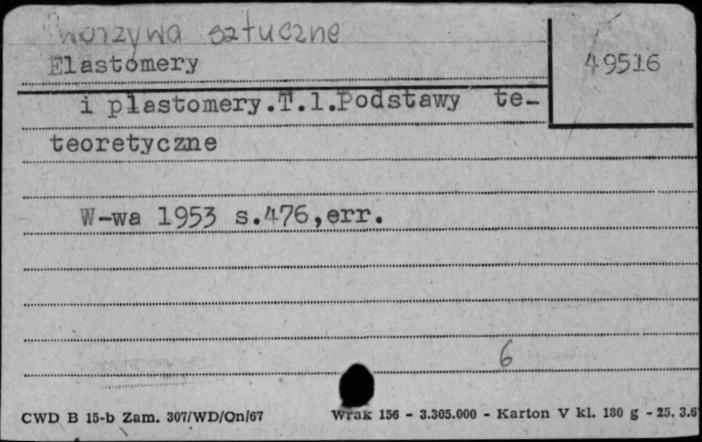 Tworzywa sztuczne
Elastomery
49516
i plastomery.T.1.Podstawy te-
teoretyczne
W-wa 1953 s.476,err.
6
CWD B 15-b Zam. 307/WD/On/67
Wrak 156 - 3.305.000 - Karton V kl. 180 g - 25. 3.6